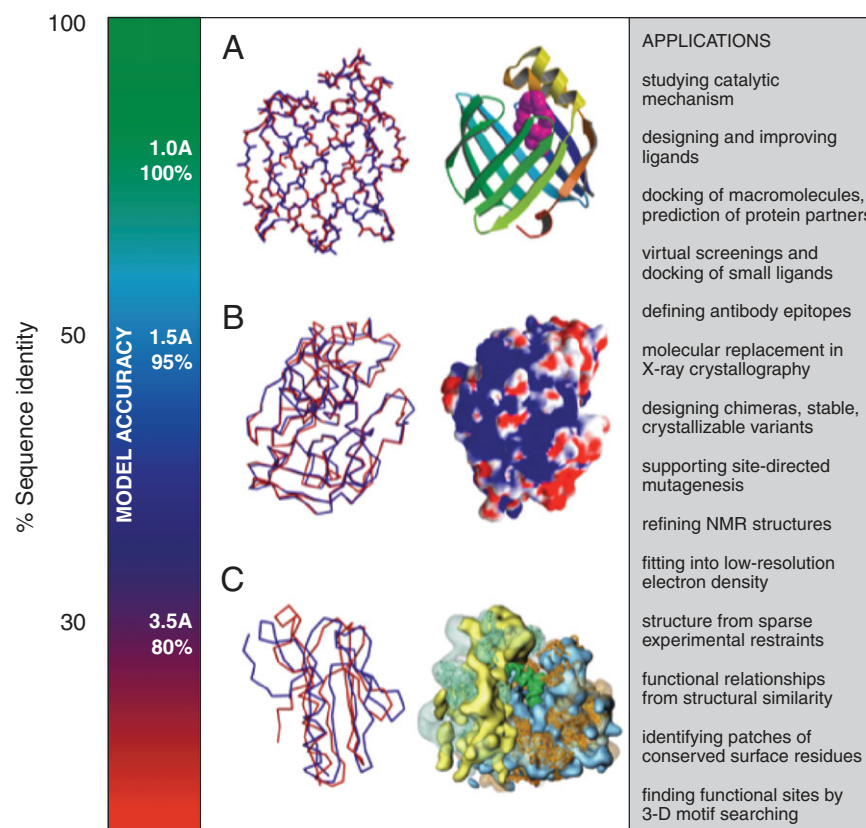 100
50
30
% Sequence identity
MODEL ACCURACY
1.0A
100%
1.5A
95%
3.5A
80%
A
B
C
APPLICATIONS
studying catalytic
mechanism
designing and improving
ligands
docking of macromolecules,
prediction of protein partners
virtual screenings and
docking of small ligands
defining antibody epitopes
molecular replacement in
X-ray crystallography
designing chimeras, stable,
crystallizable variants
supporting site-directed
mutagenesis
refining NMR structures
fitting into low-resolution
electron density
structure from sparse
experimental restraints
functional relationships
from structural similarity
identifying patches of
conserved surface residues
finding functional sites by
3-D motif searching